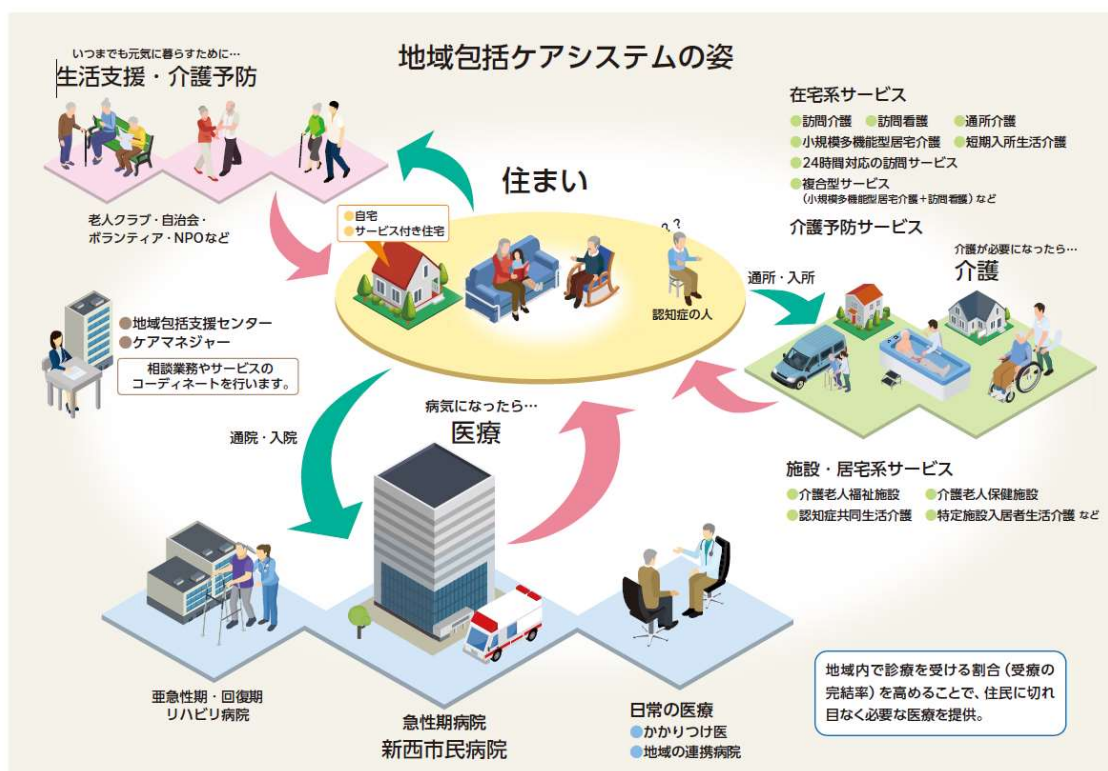 地域包括ケアシステムの姿
いつまでも元気に暮らすために…
生活支援・介護予防
老人クラブ・自治会・
ボランティア・NPOなど
住まい
●自宅
●サービス付き住宅
? ?
認知症の人
在宅系サービス
●訪問介護 ●訪問看護 ●通所介護
●小規模多機能型居宅介護 ●短期入所生活介護
●24時間対応の訪問サービス
●複合型サービス
(小規模多機能型居宅介護+訪問看護)など
介護予防サービス
介護が必要になったら…
介護
通所・入所
●地域包括支援センター
●ケアマネジャー
相談業務やサービスの
コーディネートを行います。
通院・入院
病気になったら…
医療
施設・居宅系サービス
●介護老人福祉施設 ●介護老人保健施設
●認知症共同生活介護 ●特定施設入居者生活介護 など
亜急性期・回復期
リハビリ病院
急性期病院
新西市民病院
日常の医療
●かかりつけ医
●地域の連携病院
地域内で診療を受ける割合(受療の
完結率)を高めることで、住民に切れ
目なく必要な医療を提供。